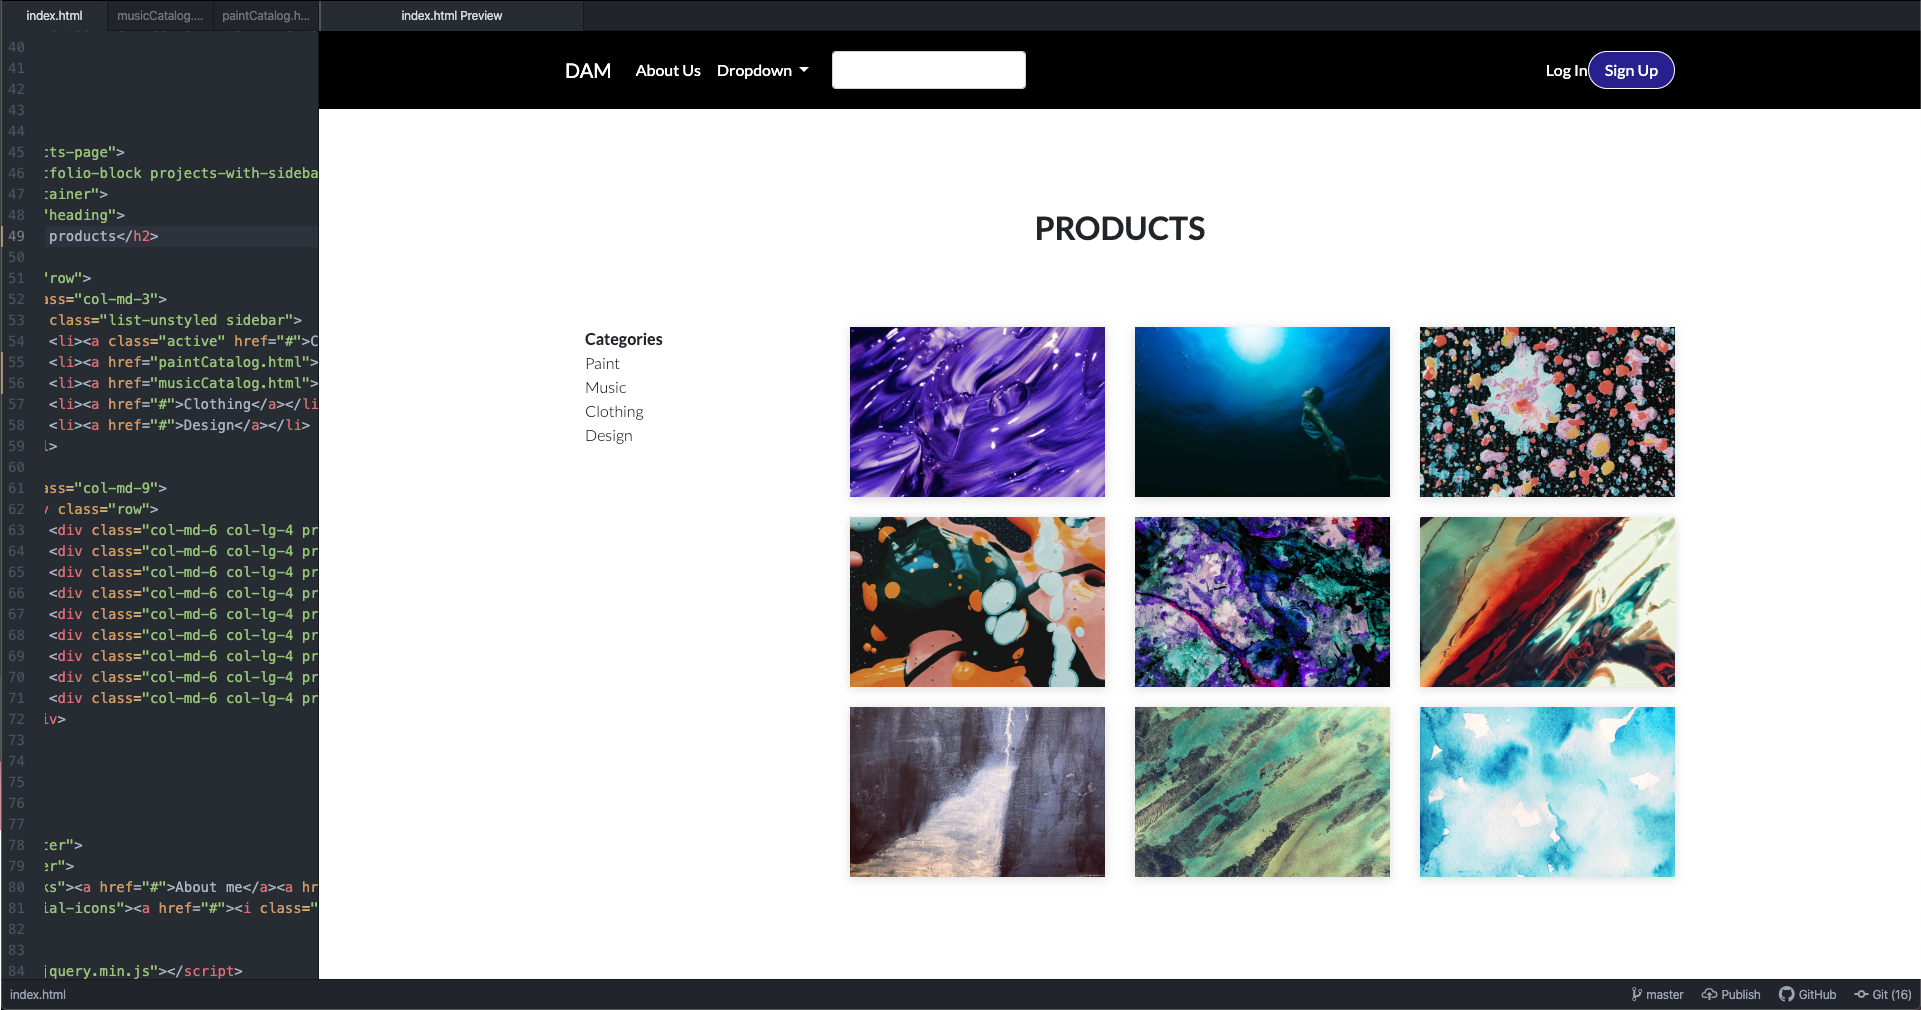 index.html
musicCatalog....
paintCatalog.h...
index.html Preview
40
41
42
43
44
45 cts-page">
46 tfolio-block projects-with-sideba
47 tainer">
48 "heading">
49 products</h2>
50
51 "row">
52 ass="col-md-3">
53 class="list-unstyled sidebar">
54 <li><a class="active" href="#">C
55 <li><a href="paintCatalog.html">
56 <li><a href="musicCatalog.html">
57 <li><a href="#">Clothing</a></li
58 <li><a href="#">Design</a></li>
59 l>
60
61 ass="col-md-9">
62 v class="row">
63 <div class="col-md-6 col-lg-4 pr
64 <div class="col-md-6 col-lg-4 pr
65 <div class="col-md-6 col-lg-4 pr
66 <div class="col-md-6 col-lg-4 pr
67 <div class="col-md-6 col-lg-4 pr
68 <div class="col-md-6 col-lg-4 pr
69 <div class="col-md-6 col-lg-4 pr
70 <div class="col-md-6 col-lg-4 pr
71 <div class="col-md-6 col-lg-4 pr
72 iv>
73
74
75
76
77
78 ter">
79 er">
80 ks"><a href="#">About me</a><a hr
81 ial-icons"><a href="#"><i class="
82
83
84 jquery.min.js"></script>
DAM
About Us
Dropdown
Log In
Sign Up
PRODUCTS
Categories
Paint
Music
Clothing
Design
index.html
master
Publish
GitHub
Git (16)